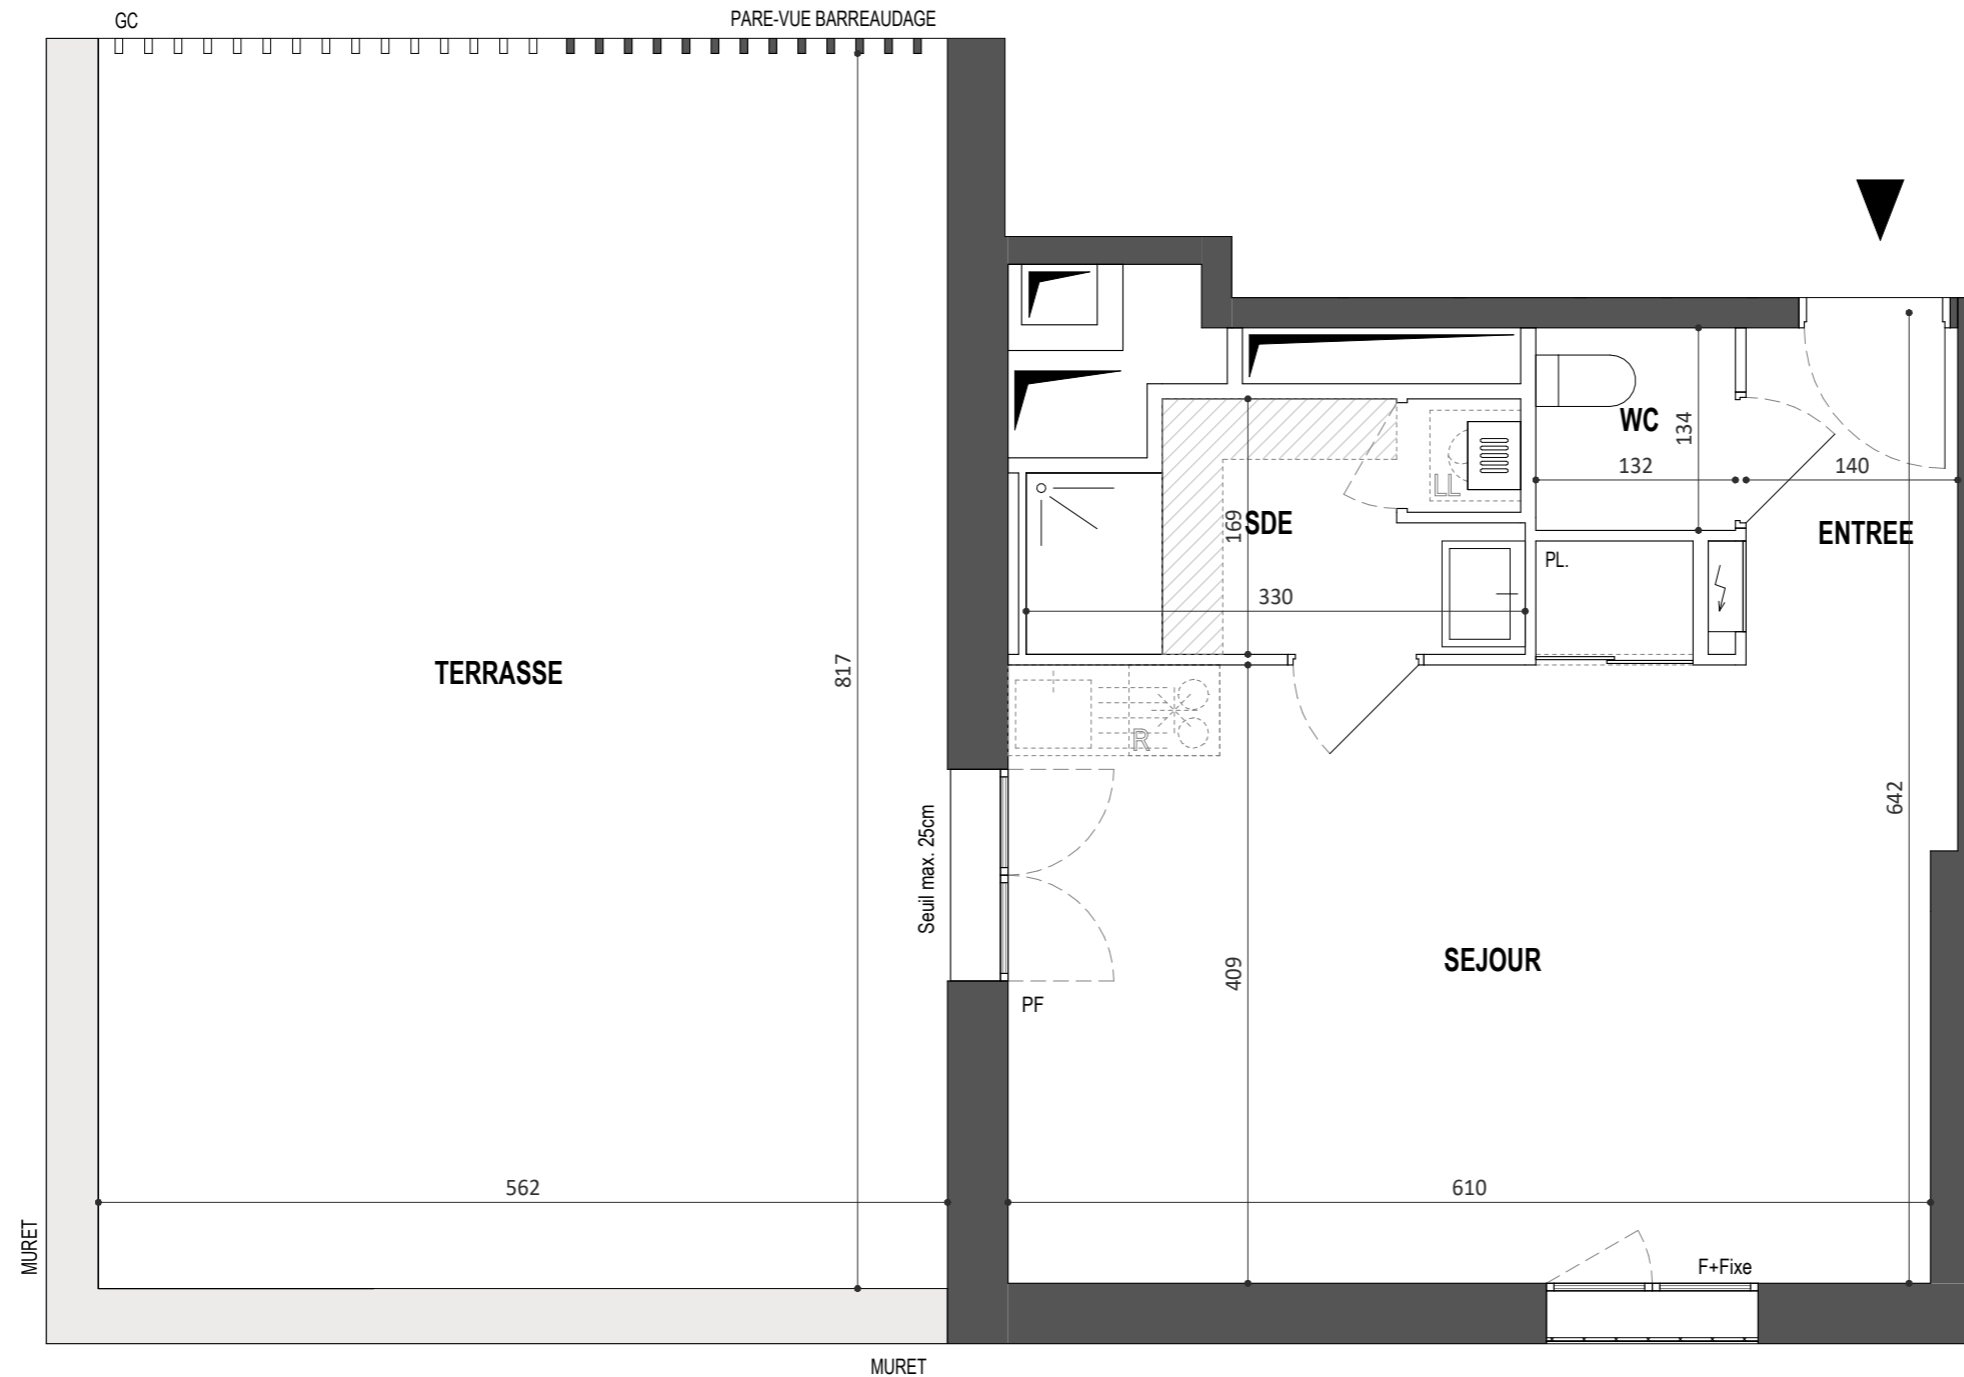 GC
PARE-VUE BARREAUDAGE
WC
134
132
140
LL
169
SDE
ENTREE
PL.
330
TERRASSE
817
R
642
Seuil max. 25cm
SEJOUR
409
PF
562
610
MURET
F+Fixe
MURET